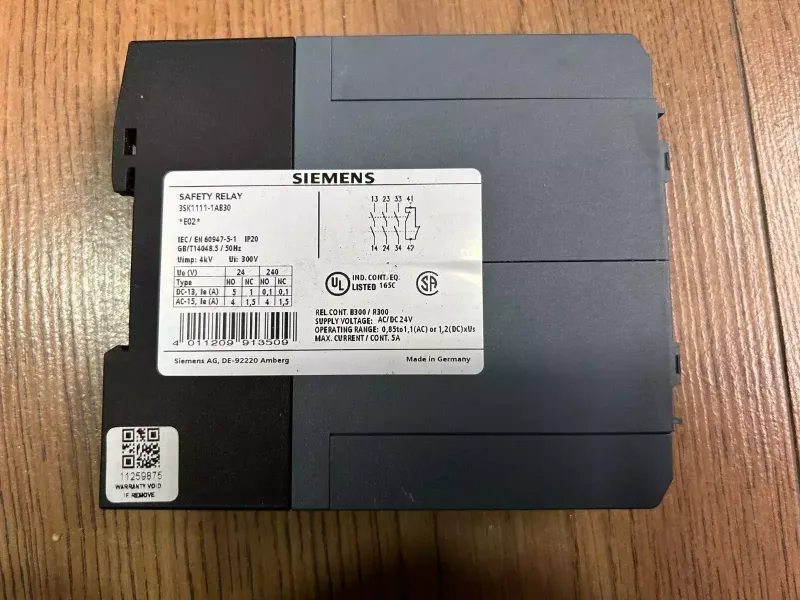 SIEMENS
SAFETY RELAY
3SK1111-1AB30
*E02*
13 23 33 41
14 24 34 42
IEC / EN 60947-5-1 IP20
GB/T14048.5 / 50Hz
Uimp: 4kV Ui: 300V
Ue (V) 24 240
Type NO NC NO NC
DC-13, Ie (A) 5 1 0,1 0,1
AC-15, Ie (A) 4 1,5 4 1,5
UL IND. CONT. EQ.
LISTED 165C
SA
REL CONT. B300 / R300
SUPPLY VOLTAGE: AC/DC 24V
OPERATING RANGE: 0,85to1,1(AC) or 1,2(DC)xUs
MAX. CURRENT / CONT. 5A
4 011209 913509
Siemens AG, DE-92220 Amberg
Made in Germany
11259875
WARRANTY VOID
IF REMOVE